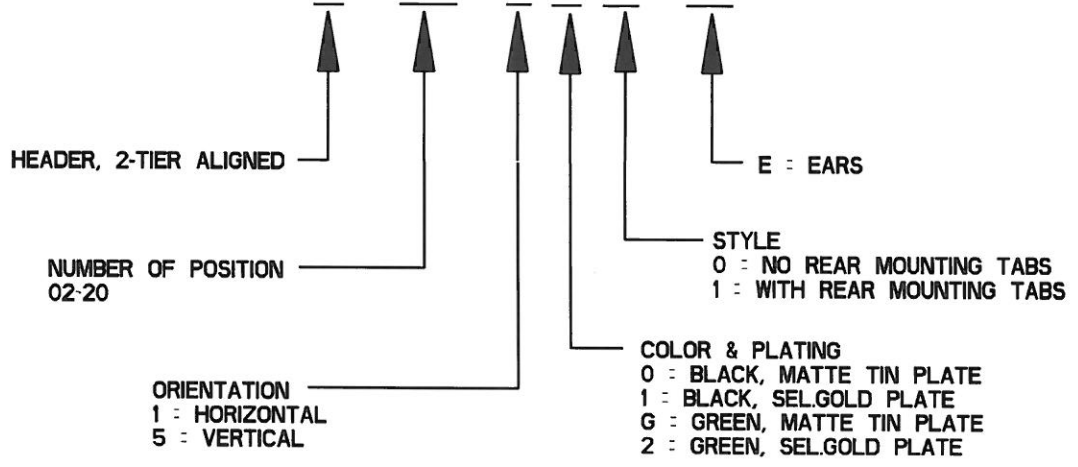 HEADER, 2-TIER ALIGNED
E : EARS
STYLE
0 : NO REAR MOUNTING TABS
1 : WITH REAR MOUNTING TABS
NUMBER OF POSITION
02-20
COLOR & PLATING
0 : BLACK, MATTE TIN PLATE
1 : BLACK, SEL.GOLD PLATE
G : GREEN, MATTE TIN PLATE
2 : GREEN, SEL.GOLD PLATE
ORIENTATION
1 : HORIZONTAL
5 : VERTICAL